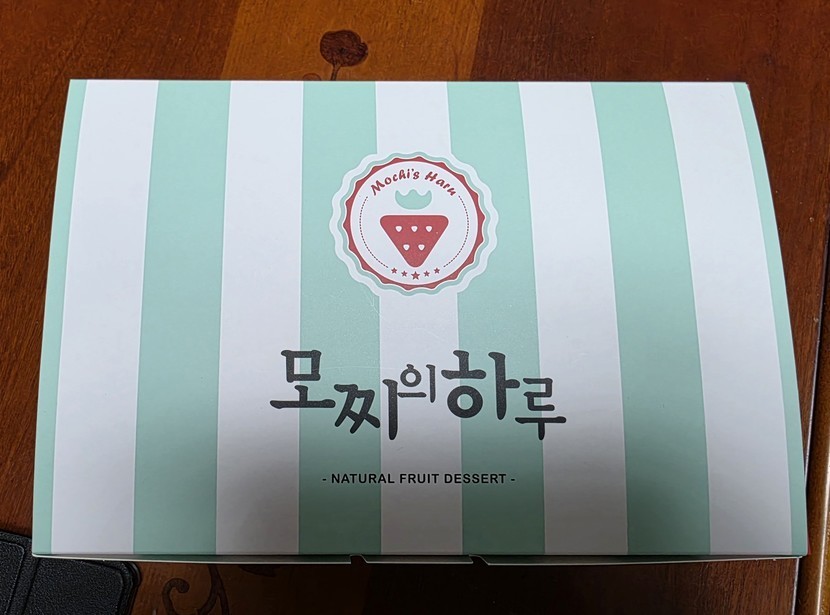 Mochi's Haru
모찌의하루
- NATURAL FRUIT DESSERT -